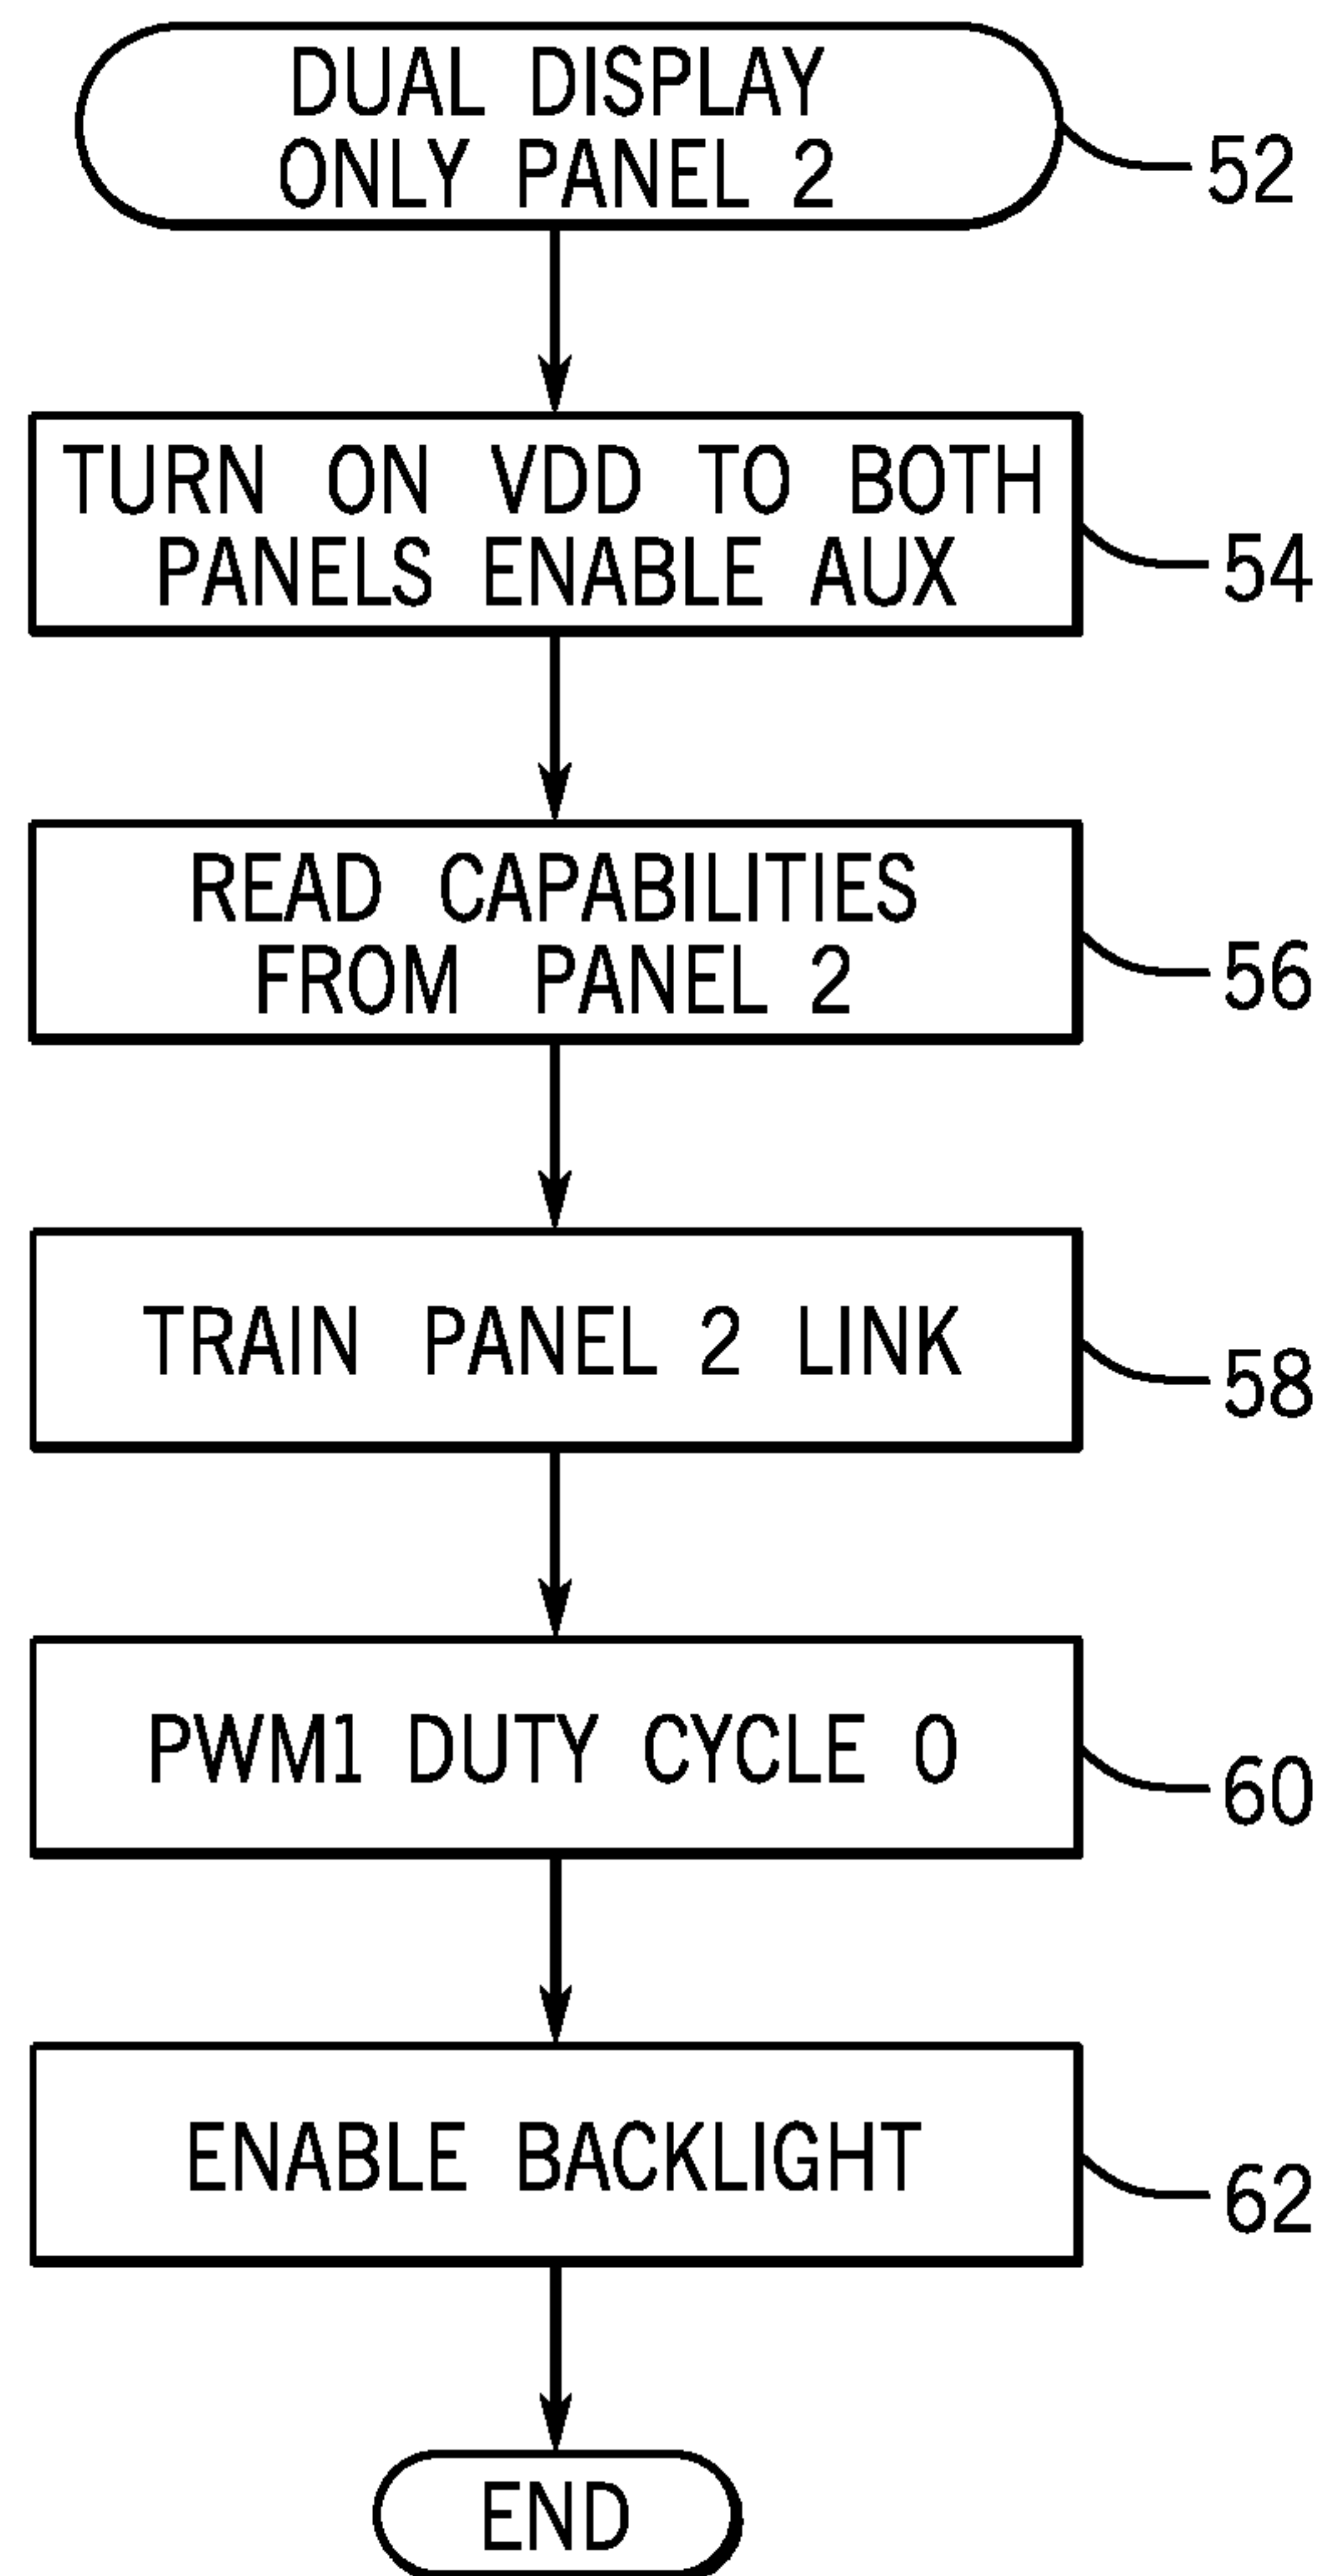 DUAL DISPLAY
ONLY PANEL 2
52
TURN ON VDD TO BOTH
PANELS ENABLE AUX
54
READ CAPABILITIES
FROM PANEL 2
56
TRAIN PANEL 2 LINK
58
PWM1 DUTY CYCLE 0
60
ENABLE BACKLIGHT
62
END